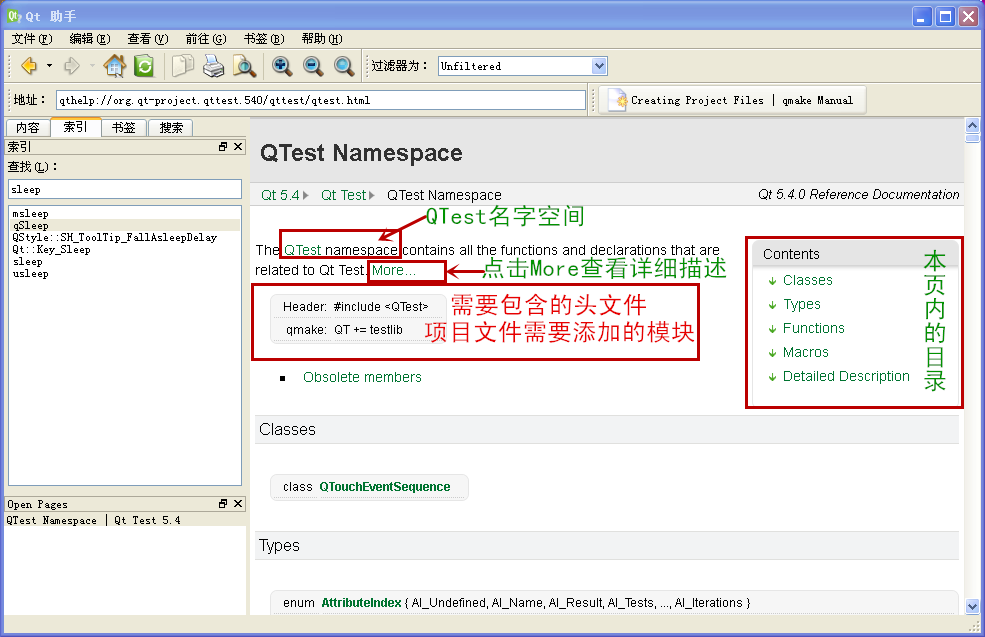 Qt 助手
文件(F) 编辑(E) 查看(V) 前往(G) 书签(B) 帮助(H)
过滤器为： Unfiltered
地址： qthelp://org.qt-project.qttest.540/qttest/qtest.html
Creating Project Files | qmake Manual
内容 索引 书签 搜索
索引
查找(L)：
sleep
msleep
qSleep
QStyle::SH_ToolTip_FallAsleepDelay
Qt::Key_Sleep
sleep
usleep
Open Pages
QTest Namespace | Qt Test 5.4
QTest Namespace
Qt 5.4 Qt Test QTest Namespace
Qt 5.4.0 Reference Documentation
QTest名字空间
The QTest namespace contains all the functions and declarations that are
related to Qt Test. More...
点击More查看详细描述
Header: #include <QTest>
需要包含的头文件
qmake: QT += testlib
项目文件需要添加的模块
Contents
Classes
Types
Functions
Macros
Detailed Description
本页内的目录
Obsolete members
Classes
class QTouchEventSequence
Types
enum AttributeIndex { AI_Undefined, AI_Name, AI_Result, AI_Tests, ..., AI_Iterations }